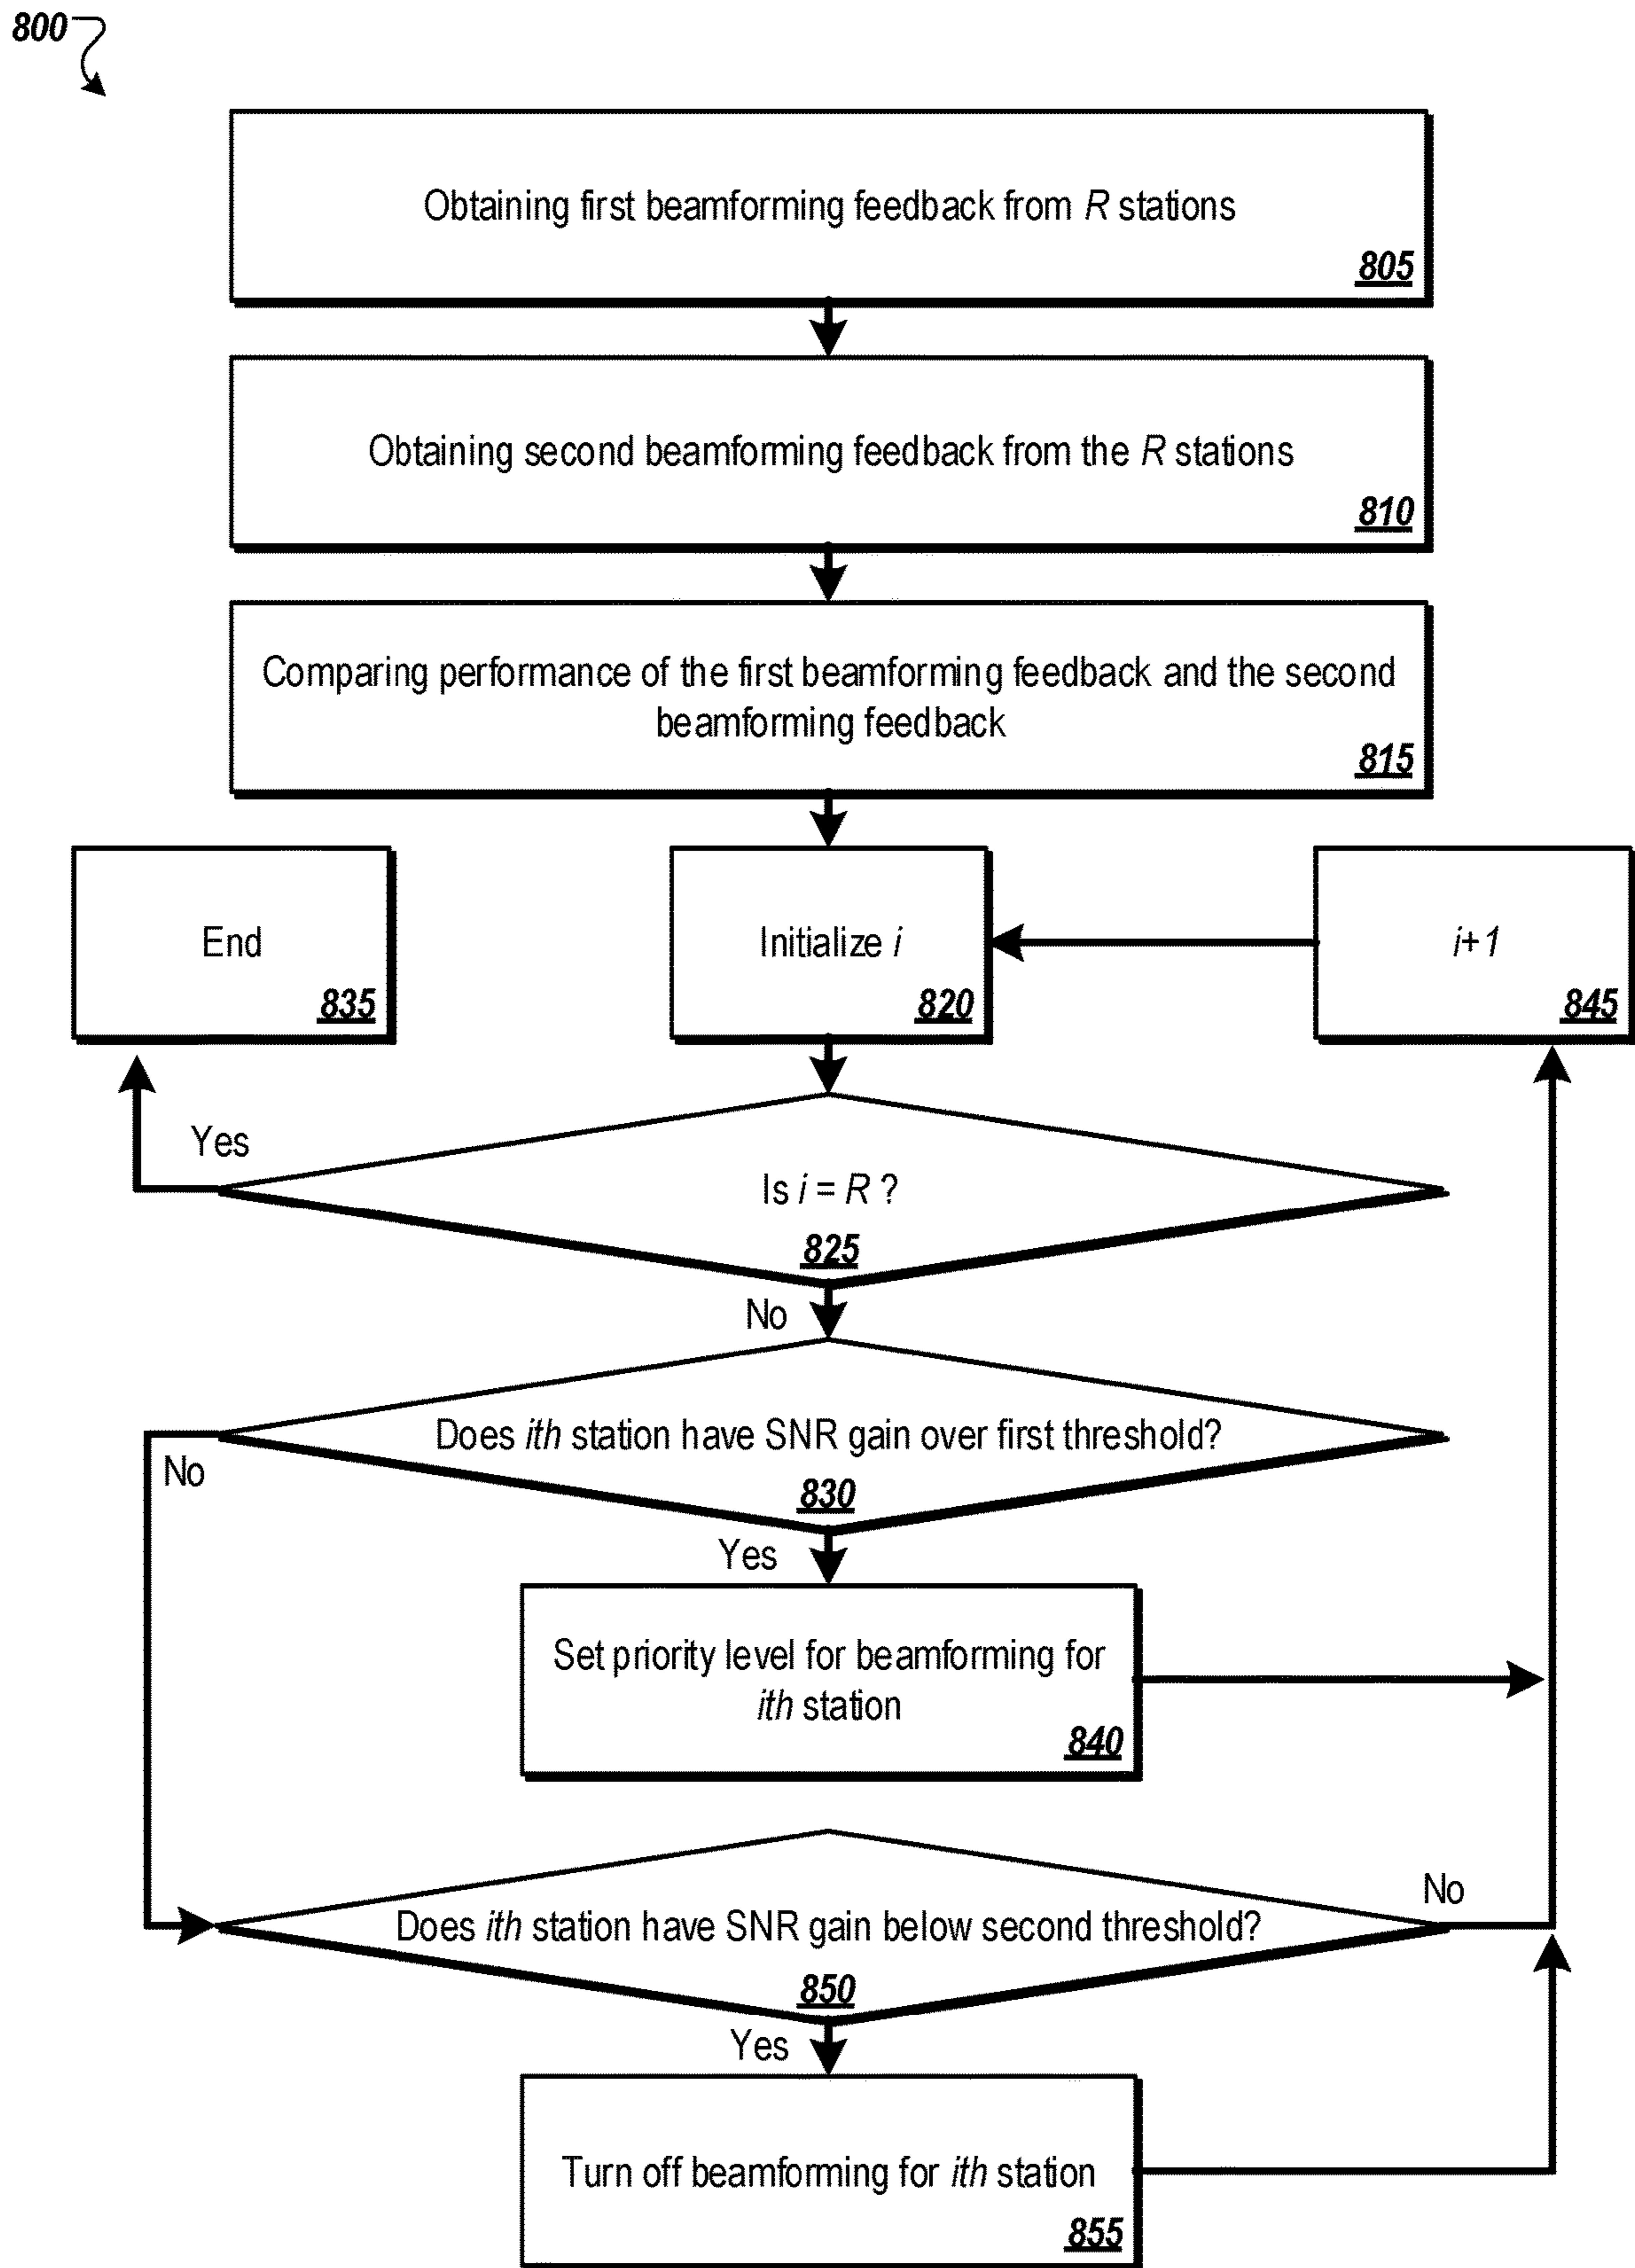 800
Obtaining first beamforming feedback from R stations
805
Obtaining second beamforming feedback from the R stations
810
Comparing performance of the first beamforming feedback and the second
beamforming feedback
815
End
835
Initialize i
820
i+1
845
Yes
Is i = R ?
825
No
Does ith station have SNR gain over first threshold?
No
830
Yes
Set priority level for beamforming for
ith station
840
No
Does ith station have SNR gain below second threshold?
850
Yes
Turn off beamforming for ith station
855